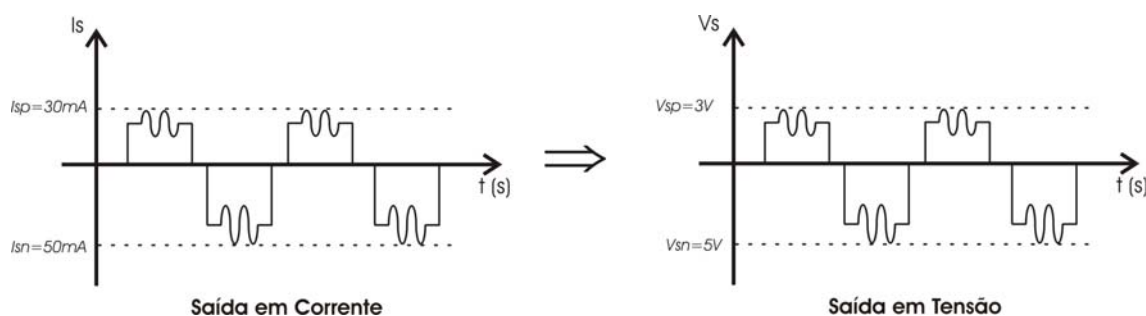 Is
Isp=30mA
t (s)
Isn=50mA
Saída em Corrente
Vs
Vsp=3V
t (s)
Vsn=5V
Saída em Tensão